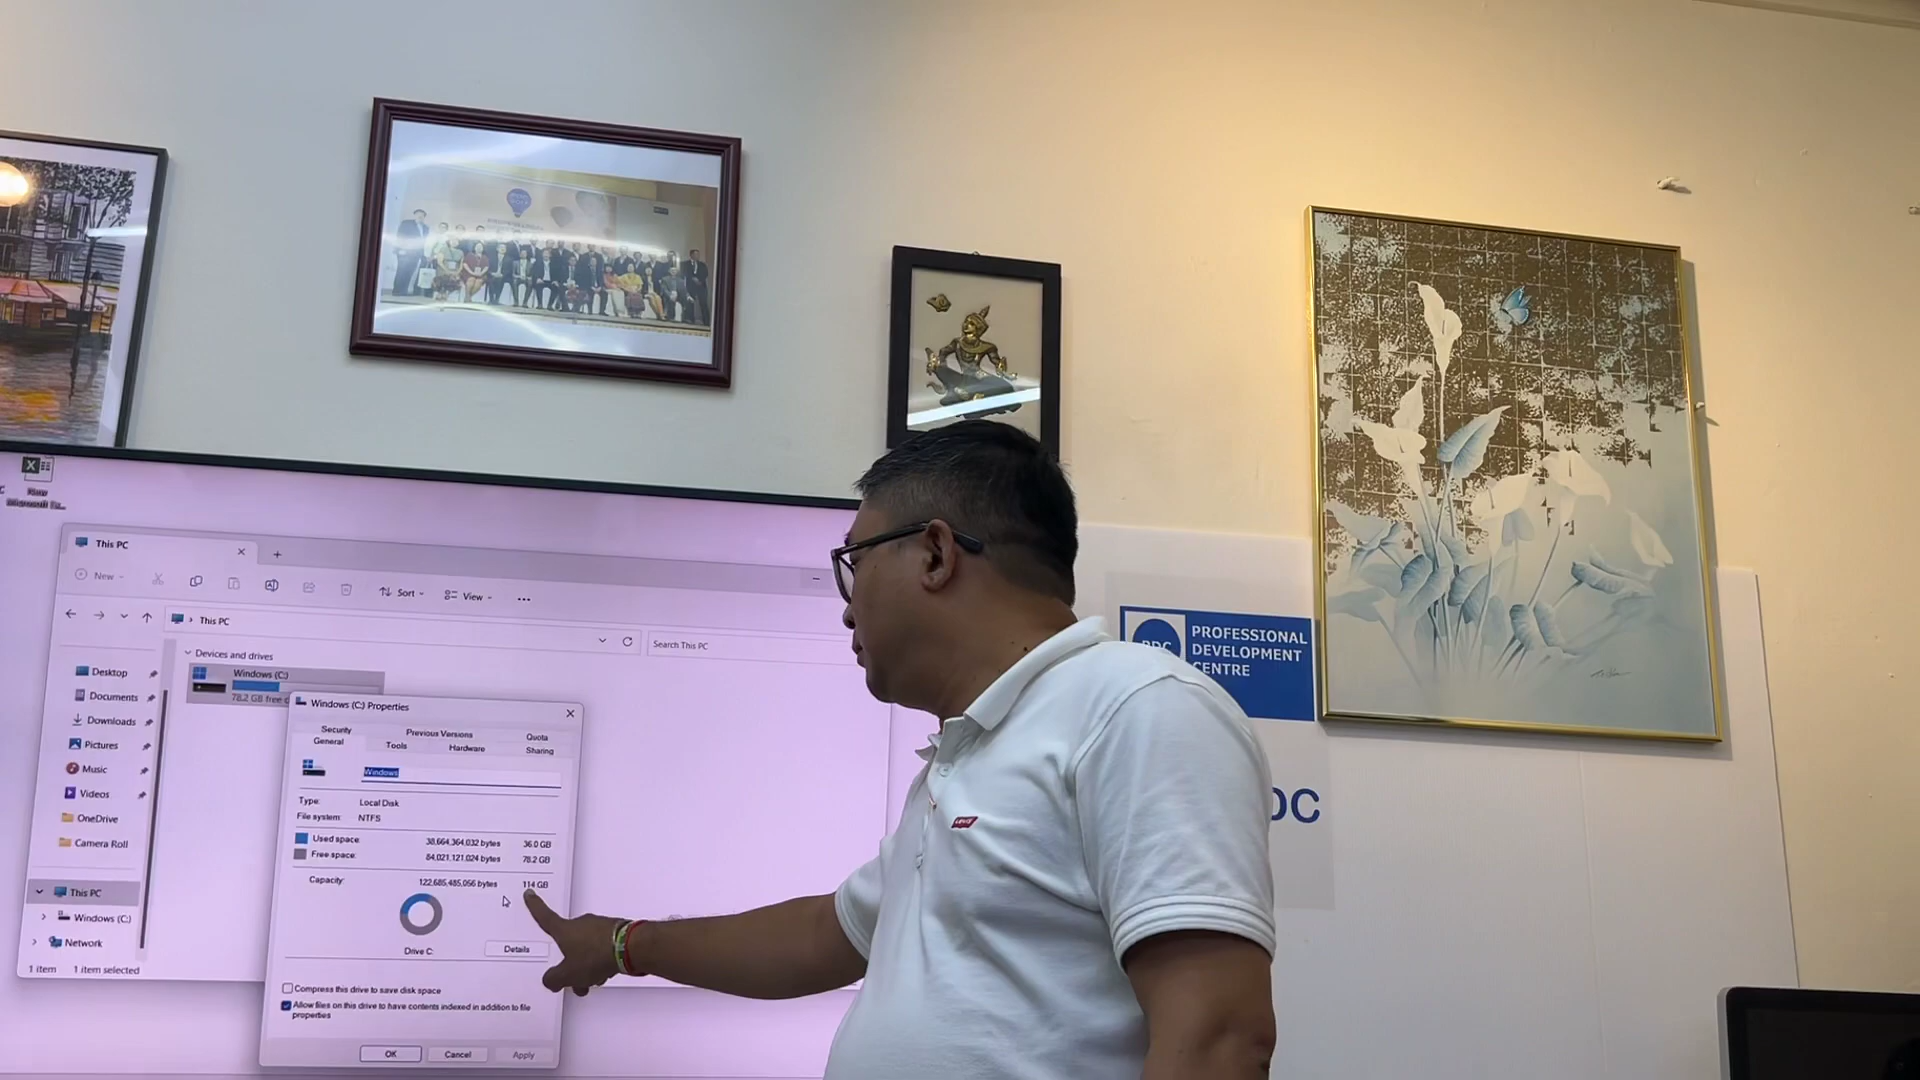 New
Microsoft Ex...
This PC
New
Sort
View
This PC
Search This PC
Desktop
Documents
Downloads
Pictures
Music
Videos
OneDrive
Camera Roll
This PC
Windows (C:)
Network
1 item 1 item selected
Devices and drives
Windows (C:)
78.2 GB free
Windows (C:) Properties
Security Previous Versions Quota
General Tools Hardware Sharing
Windows
Type: Local Disk
File system: NTFS
Used space: 38,664,364,032 bytes 36.0 GB
Free space: 84,021,121,024 bytes 78.2 GB
Capacity: 122,685,485,056 bytes 114 GB
Drive C:
Details
Compress this drive to save disk space
Allow files on this drive to have contents indexed in addition to file
properties
OK Cancel Apply
PROFESSIONAL
DEVELOPMENT
CENTRE
DC
Levi's